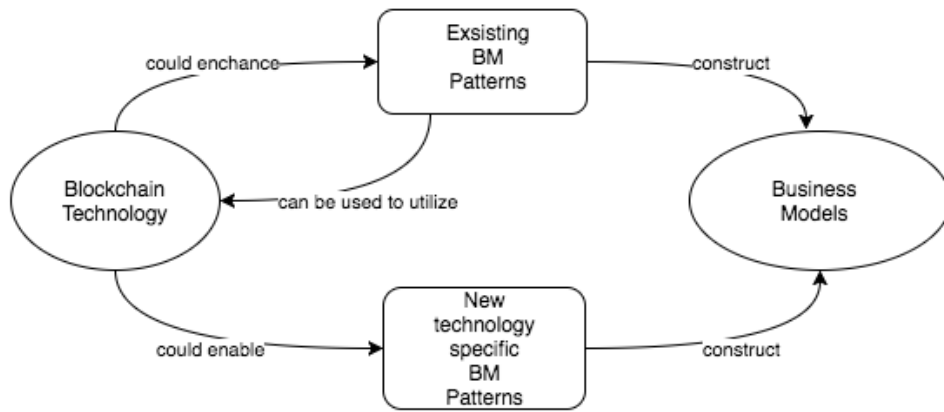 Exsisting
BM
Patterns
could enchance
construct
Blockchain
Technology
can be used to utilize
Business
Models
New
technology
specific
BM
Patterns
could enable
construct